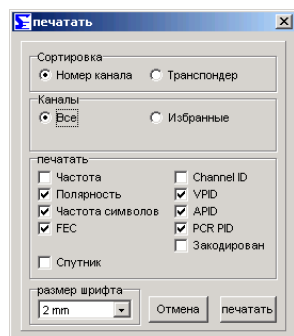 печатать
Сортировка
Номер канала Транспондер
Каналы
Все Избранные
печатать
Частота Channel ID
Полярность VPID
Частота символов APID
FEC PCR PID
Закодирован
Спутник
размер шрифта
2 mm Отмена печатать